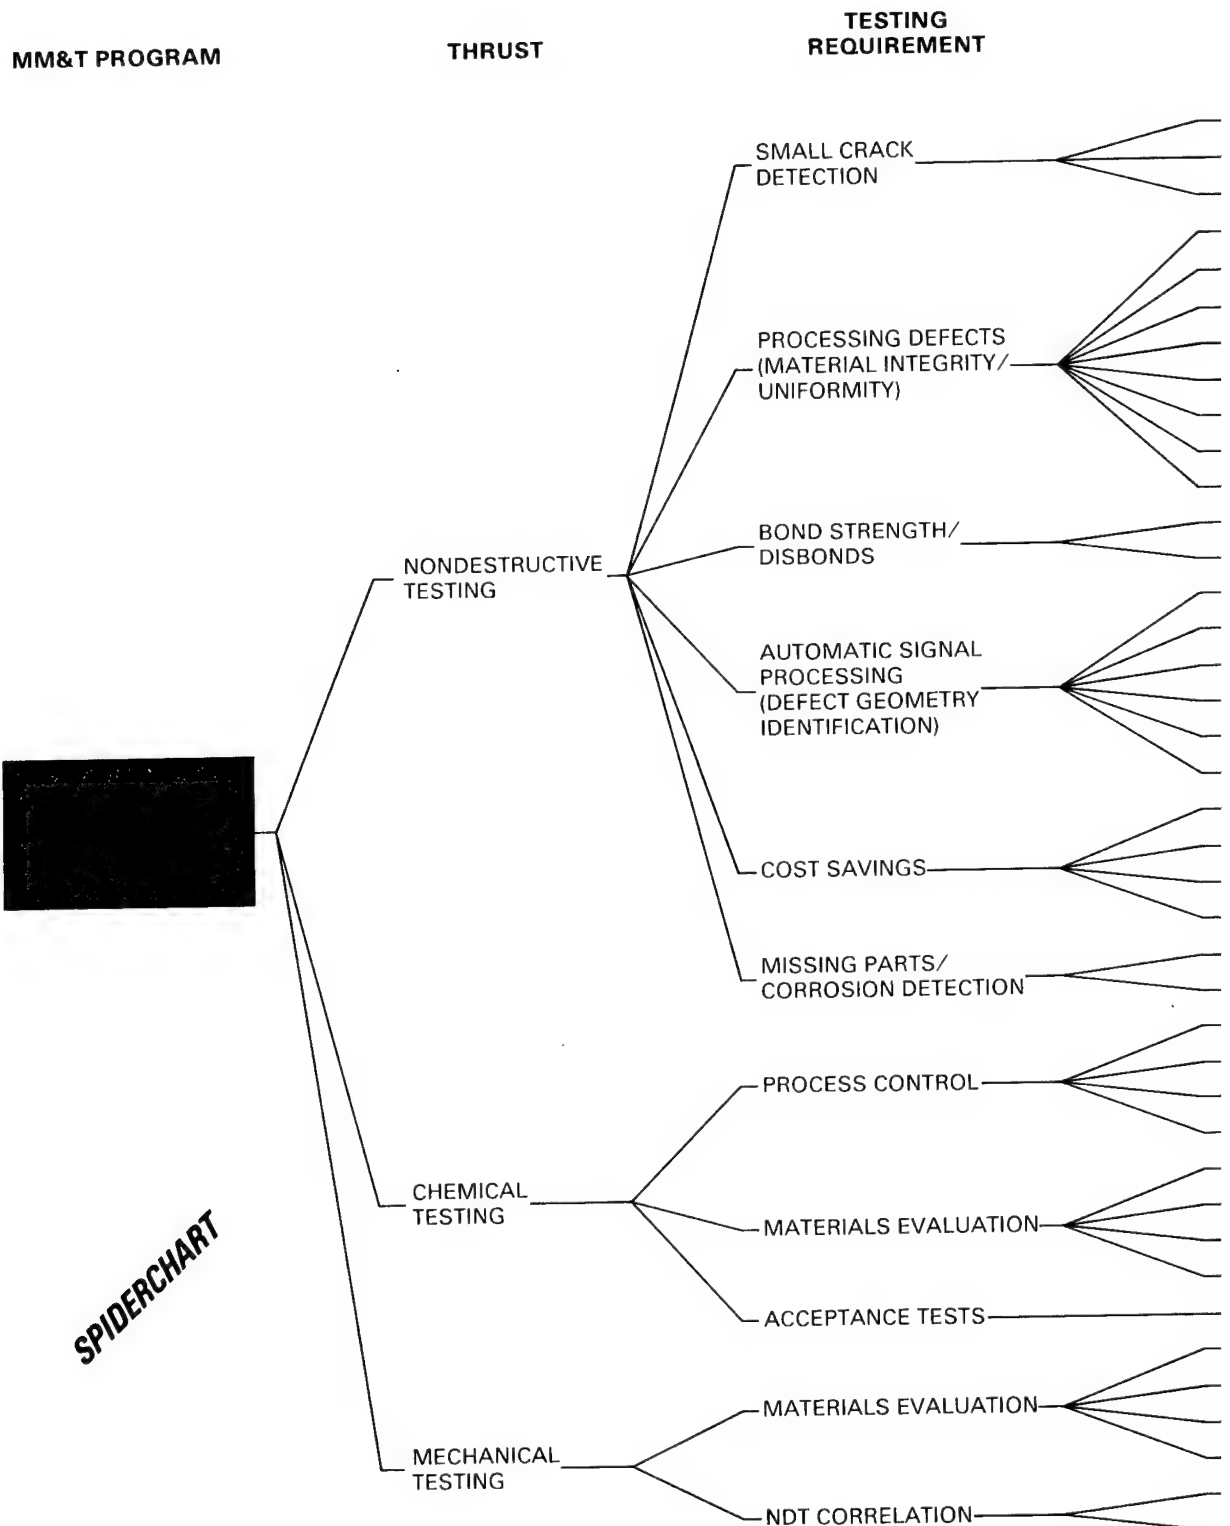 MM&T PROGRAM
THRUST
TESTING
REQUIREMENT
SMALL CRACK
DETECTION
PROCESSING DEFECTS
(MATERIAL INTEGRITY/
UNIFORMITY)
BOND STRENGTH/
DISBONDS
NONDESTRUCTIVE
TESTING
AUTOMATIC SIGNAL
PROCESSING
(DEFECT GEOMETRY
IDENTIFICATION)
COST SAVINGS
MISSING PARTS/
CORROSION DETECTION
PROCESS CONTROL
CHEMICAL
TESTING
MATERIALS EVALUATION
ACCEPTANCE TESTS
SPIDERCHART
MATERIALS EVALUATION
MECHANICAL
TESTING
NDT CORRELATION